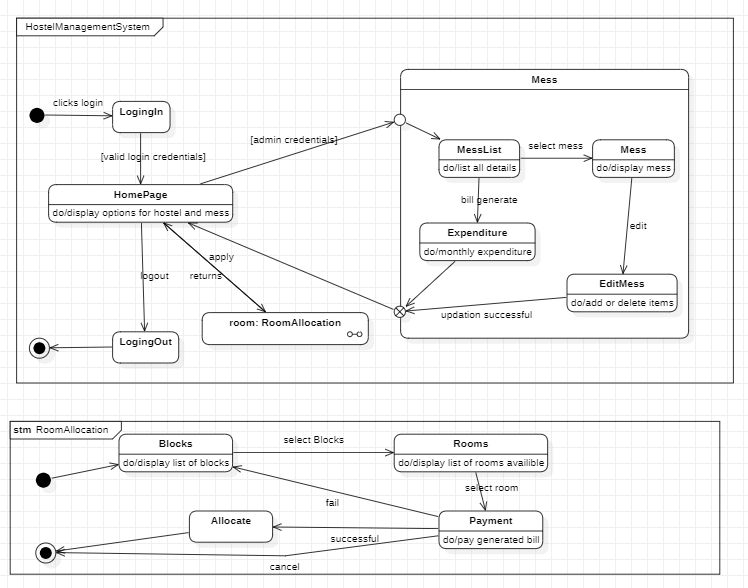 HostelManagementSystem
Mess
clicks login
LogingIn
[admin credentials]
[valid login credentials]
MessList
do/list all details
select mess
Mess
do/display mess
HomePage
do/display options for hostel and mess
bill generate
edit
Expenditure
do/monthly expenditure
apply
returns
logout
EditMess
do/add or delete items
updation successful
room: RoomAllocation
LogingOut
stm RoomAllocation
Blocks
do/display list of blocks
select Blocks
Rooms
do/display list of rooms availible
select room
fail
Allocate
Payment
do/pay generated bill
successful
cancel